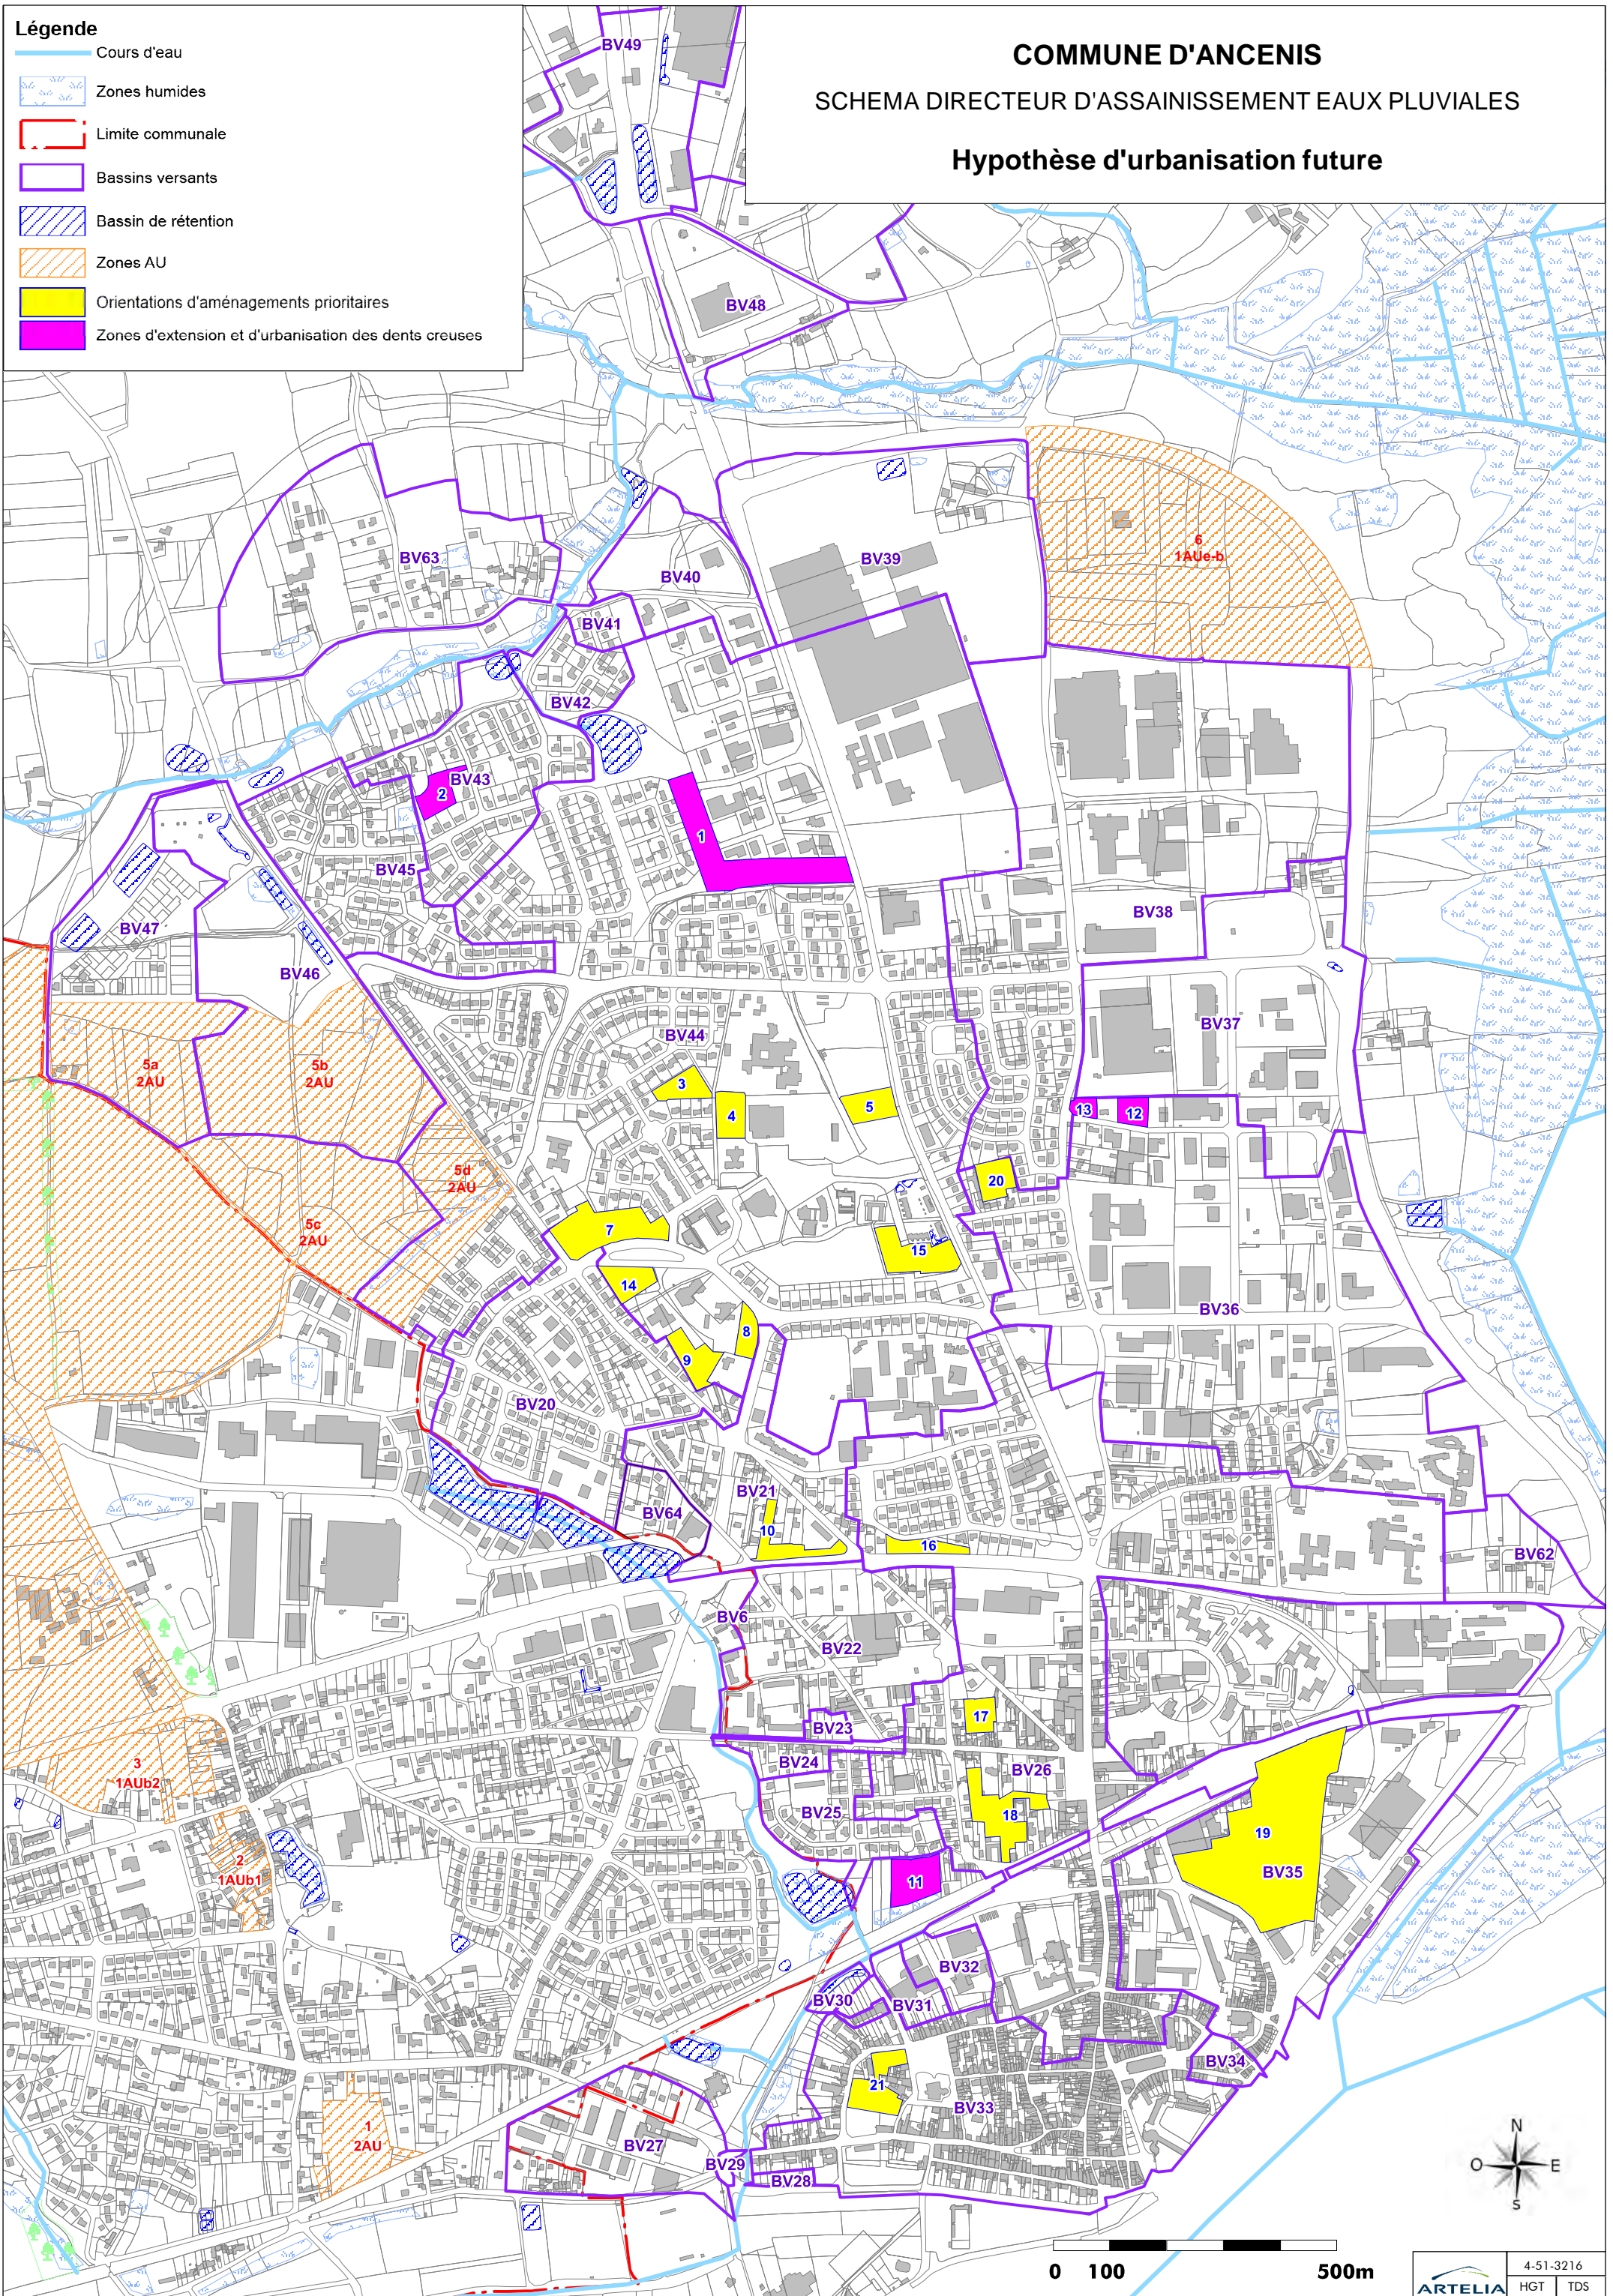 Légende
Cours d'eau
Zones humides
Limite communale
Bassins versants
Bassin de rétention
Zones AU
Orientations d'aménagements prioritaires
Zones d'extension et d'urbanisation des dents creuses
COMMUNE D'ANCENIS
SCHEMA DIRECTEUR D'ASSAINISSEMENT EAUX PLUVIALES
Hypothèse d'urbanisation future
BV49
BV48
BV63
BV40
BV39
6
1AUe-b
BV41
BV42
BV43
2
1
BV45
BV38
BV47
BV46
BV44
BV37
5a
2AU
5b
2AU
3
4
5
13
12
5d
2AU
20
5c
2AU
7
15
14
BV36
8
9
BV20
BV21
BV64
10
16
BV62
BV6
BV22
17
BV23
BV24
BV26
3
1AUb2
BV25
18
19
2
1AUb1
BV35
11
BV32
BV30
BV31
BV34
21
BV33
1
2AU
BV27
BV29
BV28
N
O
E
S
0 100 500m
ARTELIA
4-51-3216
HGT
TDS